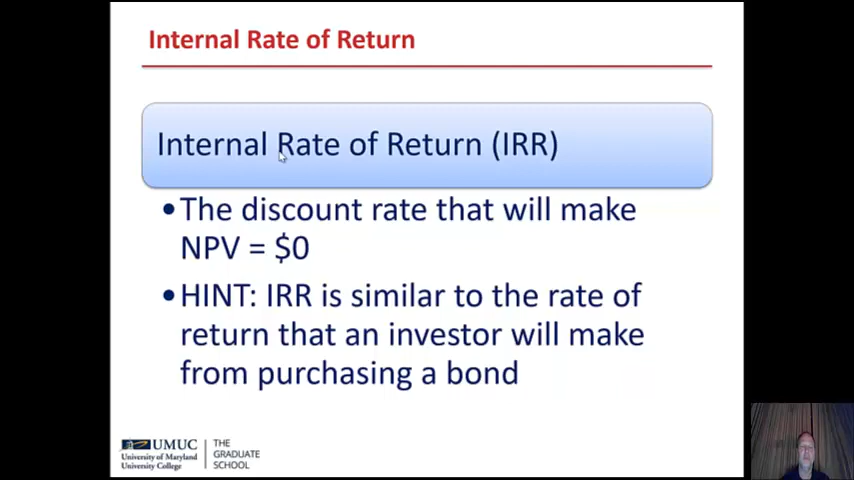 Internal Rate of Return
Internal Rate of Return (IRR)
•The discount rate that will make
NPV = $0
•HINT: IRR is similar to the rate of
return that an investor will make
from purchasing a bond
UMUC
University of Maryland
University College
THE
GRADUATE
SCHOOL